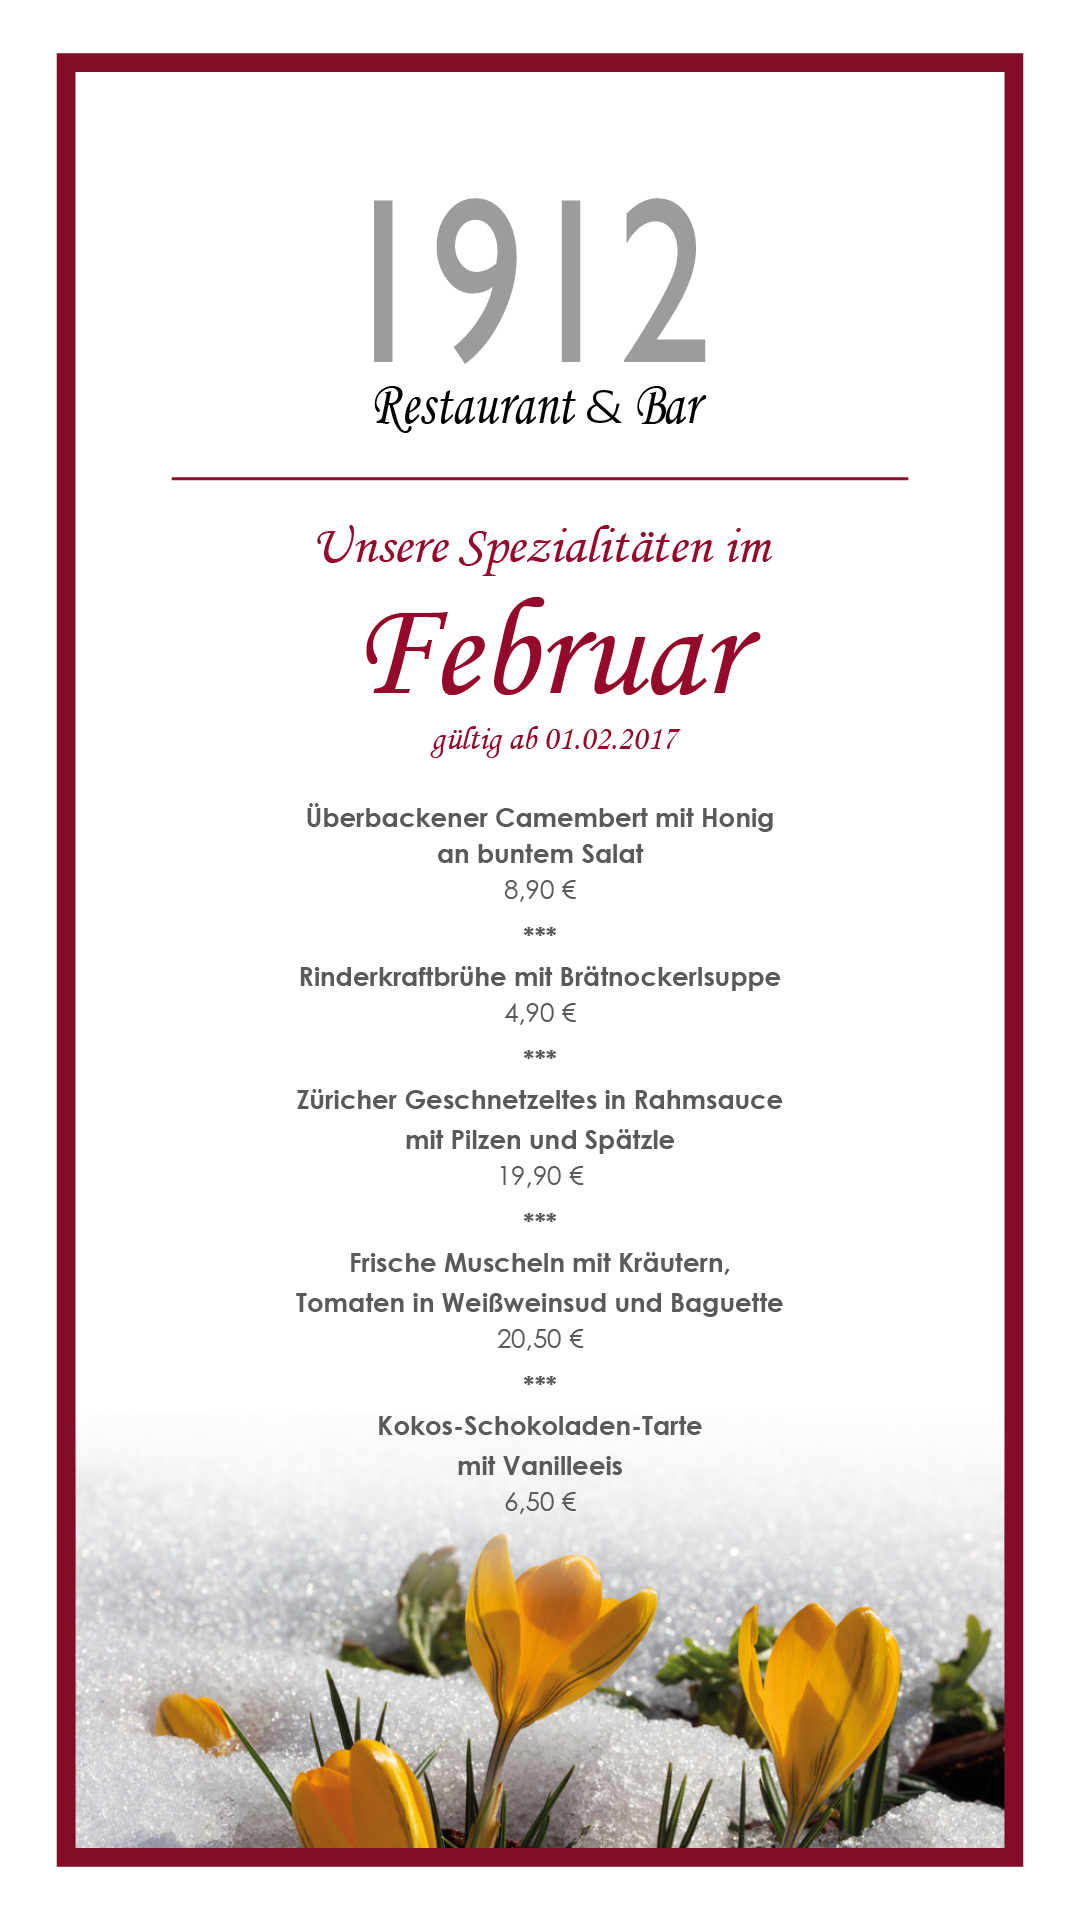 1912
Restaurant & Bar
Unsere Spezialitäten im
Februar
gültig ab 01.02.2017
Überbackener Camembert mit Honig
an buntem Salat
8,90 €
***
Rinderkraftbrühe mit Brätnockerlsuppe
4,90 €
***
Züricher Geschnetzeltes in Rahmsauce
mit Pilzen und Spätzle
19,90 €
***
Frische Muscheln mit Kräutern,
Tomaten in Weißweinsud und Baguette
20,50 €
***
Kokos-Schokoladen-Tarte
mit Vanilleeis
6,50 €